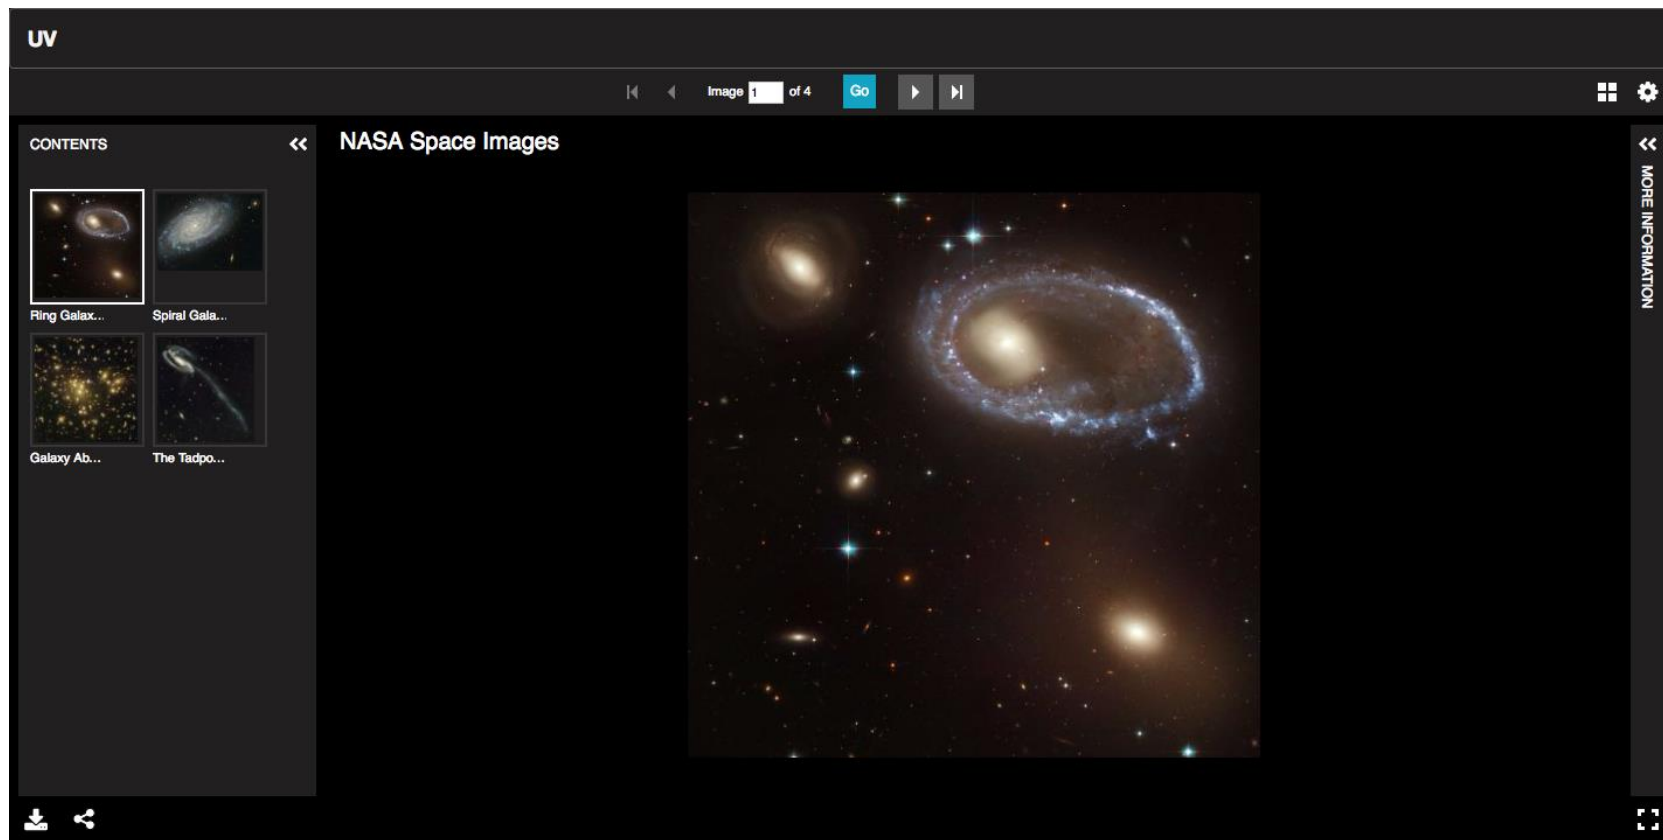 UV
Image 1 of 4 Go
CONTENTS
NASA Space Images
MORE INFORMATION
Ring Galax...
Spiral Gala...
Galaxy Ab...
The Tadpo...